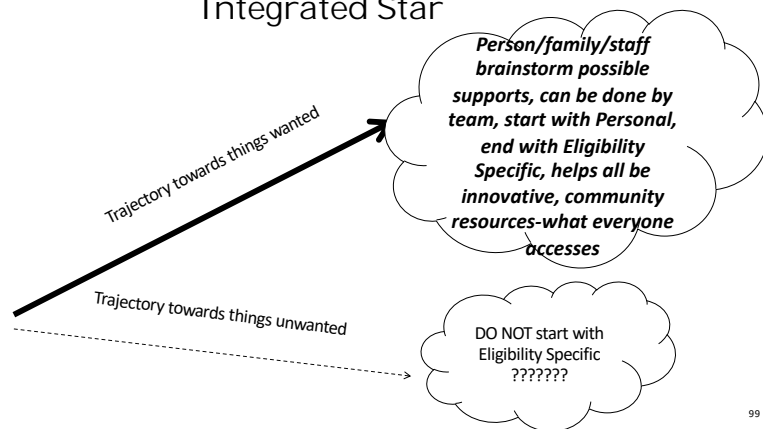 Integrated Star
Person/family/staff
brainstorm possible
supports, can be done by
team, start with Personal,
end with Eligibility
Specific, helps all be
innovative, community
resources-what everyone
accesses
Trajectory towards things wanted
Trajectory towards things unwanted
DO NOT start with
Eligibility Specific
???????
99